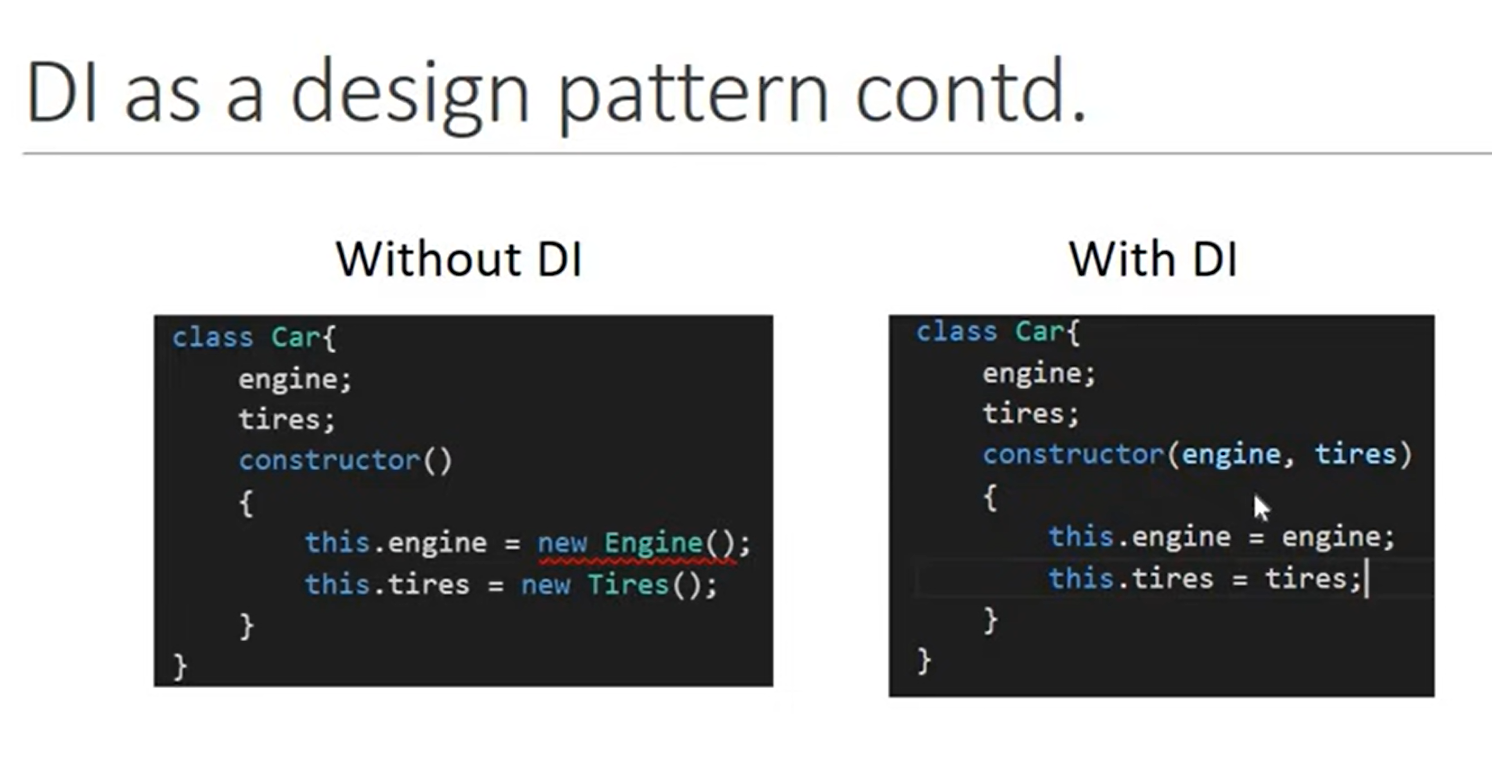 DI as a design pattern contd.
Without DI
class Car{
engine;
tires;
constructor()
{
this.engine = new Engine();
this.tires = new Tires();
}
}
With DI
class Car{
engine;
tires;
constructor(engine, tires)
{
this.engine = engine;
this.tires = tires;
}
}